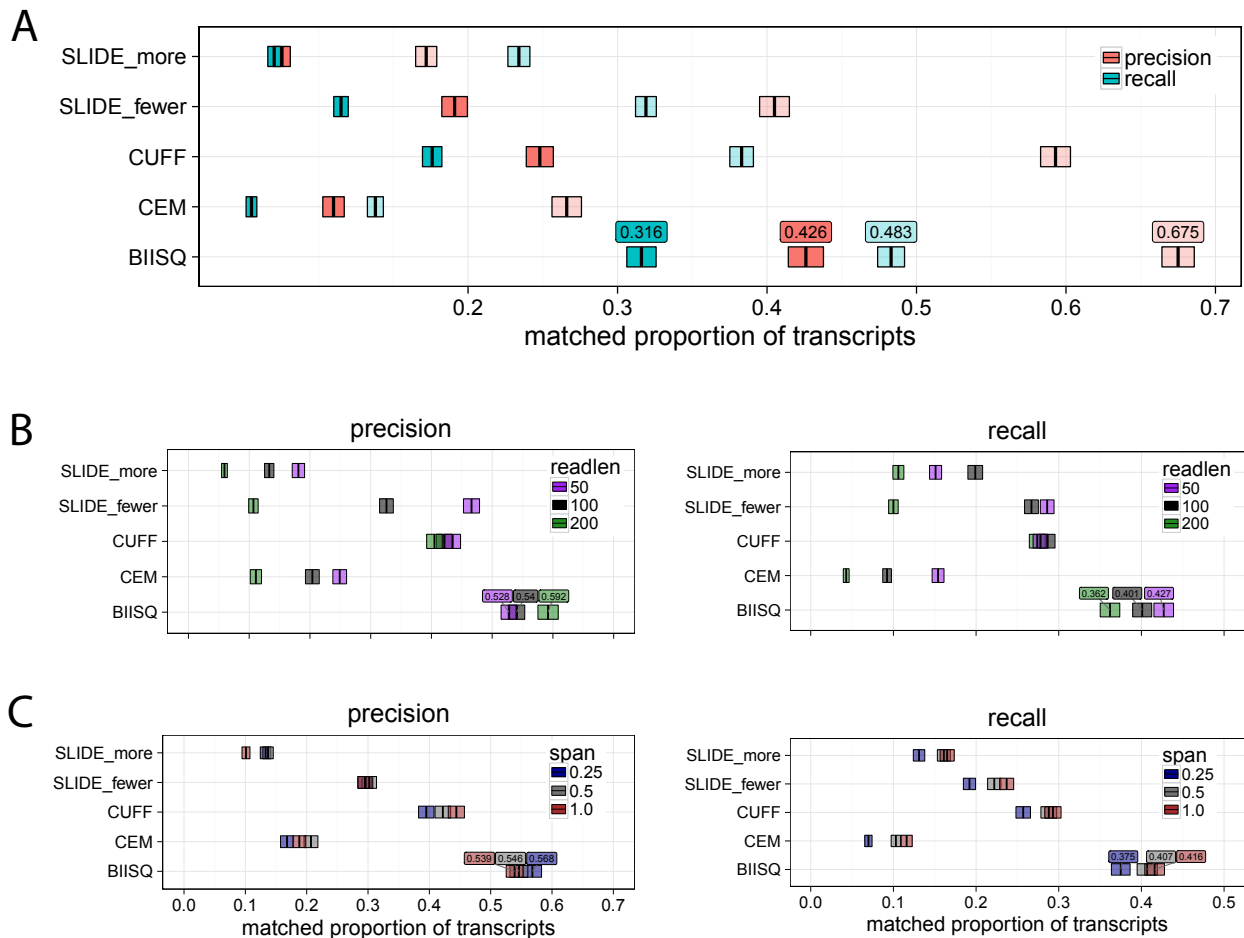 A
SLIDE_more
SLIDE_fewer
CUFF
CEM
BIISQ
precision
recall
0.316
0.426
0.483
0.675
0.2
0.3
0.4
0.5
0.6
0.7
matched proportion of transcripts
B
precision
SLIDE_more
SLIDE_fewer
CUFF
CEM
BIISQ
readlen
50
100
200
0.528
0.54
0.592
recall
SLIDE_more
SLIDE_fewer
CUFF
CEM
BIISQ
readlen
50
100
200
0.362
0.401
0.427
C
precision
SLIDE_more
SLIDE_fewer
CUFF
CEM
BIISQ
span
0.25
0.5
1.0
0.539
0.546
0.568
0.0
0.1
0.2
0.3
0.4
0.5
0.6
0.7
matched proportion of transcripts
recall
SLIDE_more
SLIDE_fewer
CUFF
CEM
BIISQ
span
0.25
0.5
1.0
0.375
0.407
0.416
0.0
0.1
0.2
0.3
0.4
0.5
matched proportion of transcripts